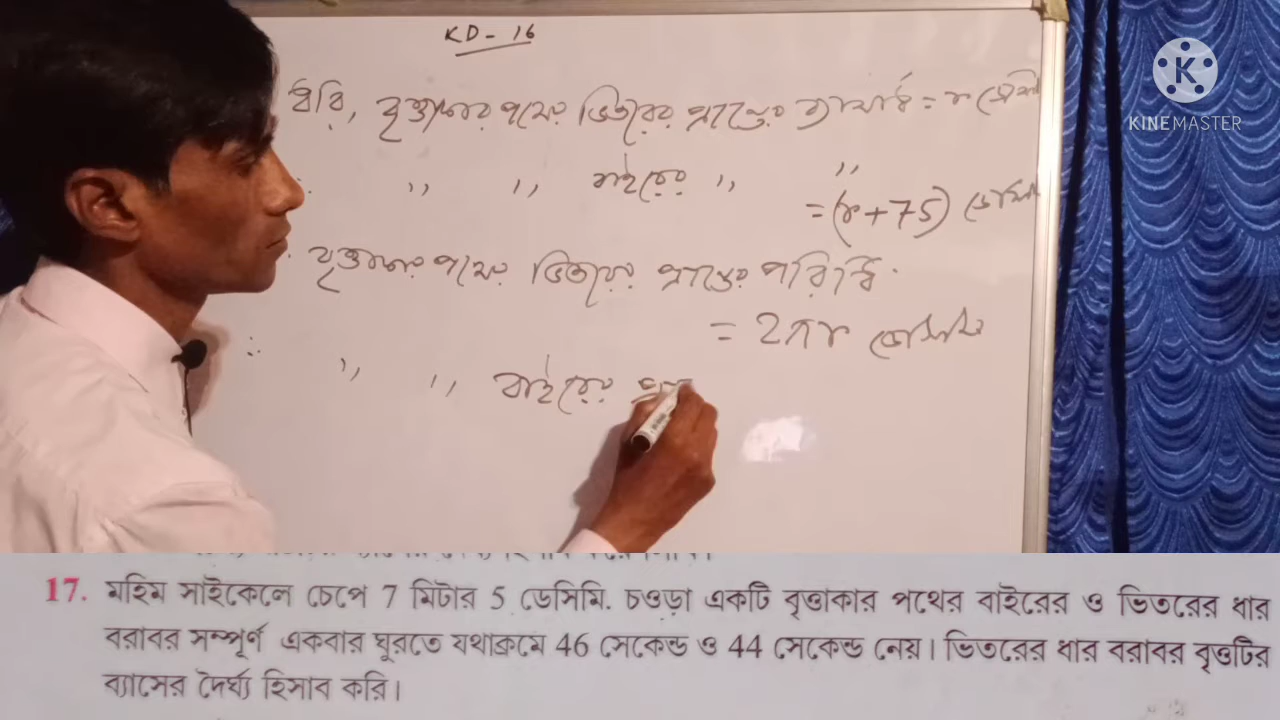 KD - 16
ধরি, বৃত্তাকার পথের ভিতরের প্রান্তের ব্যাসার্ধ = r ডেসিমি
∴ ,, ,, বাইরের ,, ,,
= (r + 75) ডেসিমি
বৃত্তাকার পথের ভিতরের প্রান্তের পরিধি
= 2πr ডেসিমি
∴ ,, ,, বাইরের
KINEMASTER
17. মহিম সাইকেলে চেপে 7 মিটার 5 ডেসিমি. চওড়া একটি বৃত্তাকার পথের বাইরের ও ভিতরের ধার
বরাবর সম্পূর্ণ একবার ঘুরতে যথাক্রমে 46 সেকেন্ড ও 44 সেকেন্ড নেয়। ভিতরের ধার বরাবর বৃত্তটির
ব্যাসের দৈর্ঘ্য হিসাব করি।